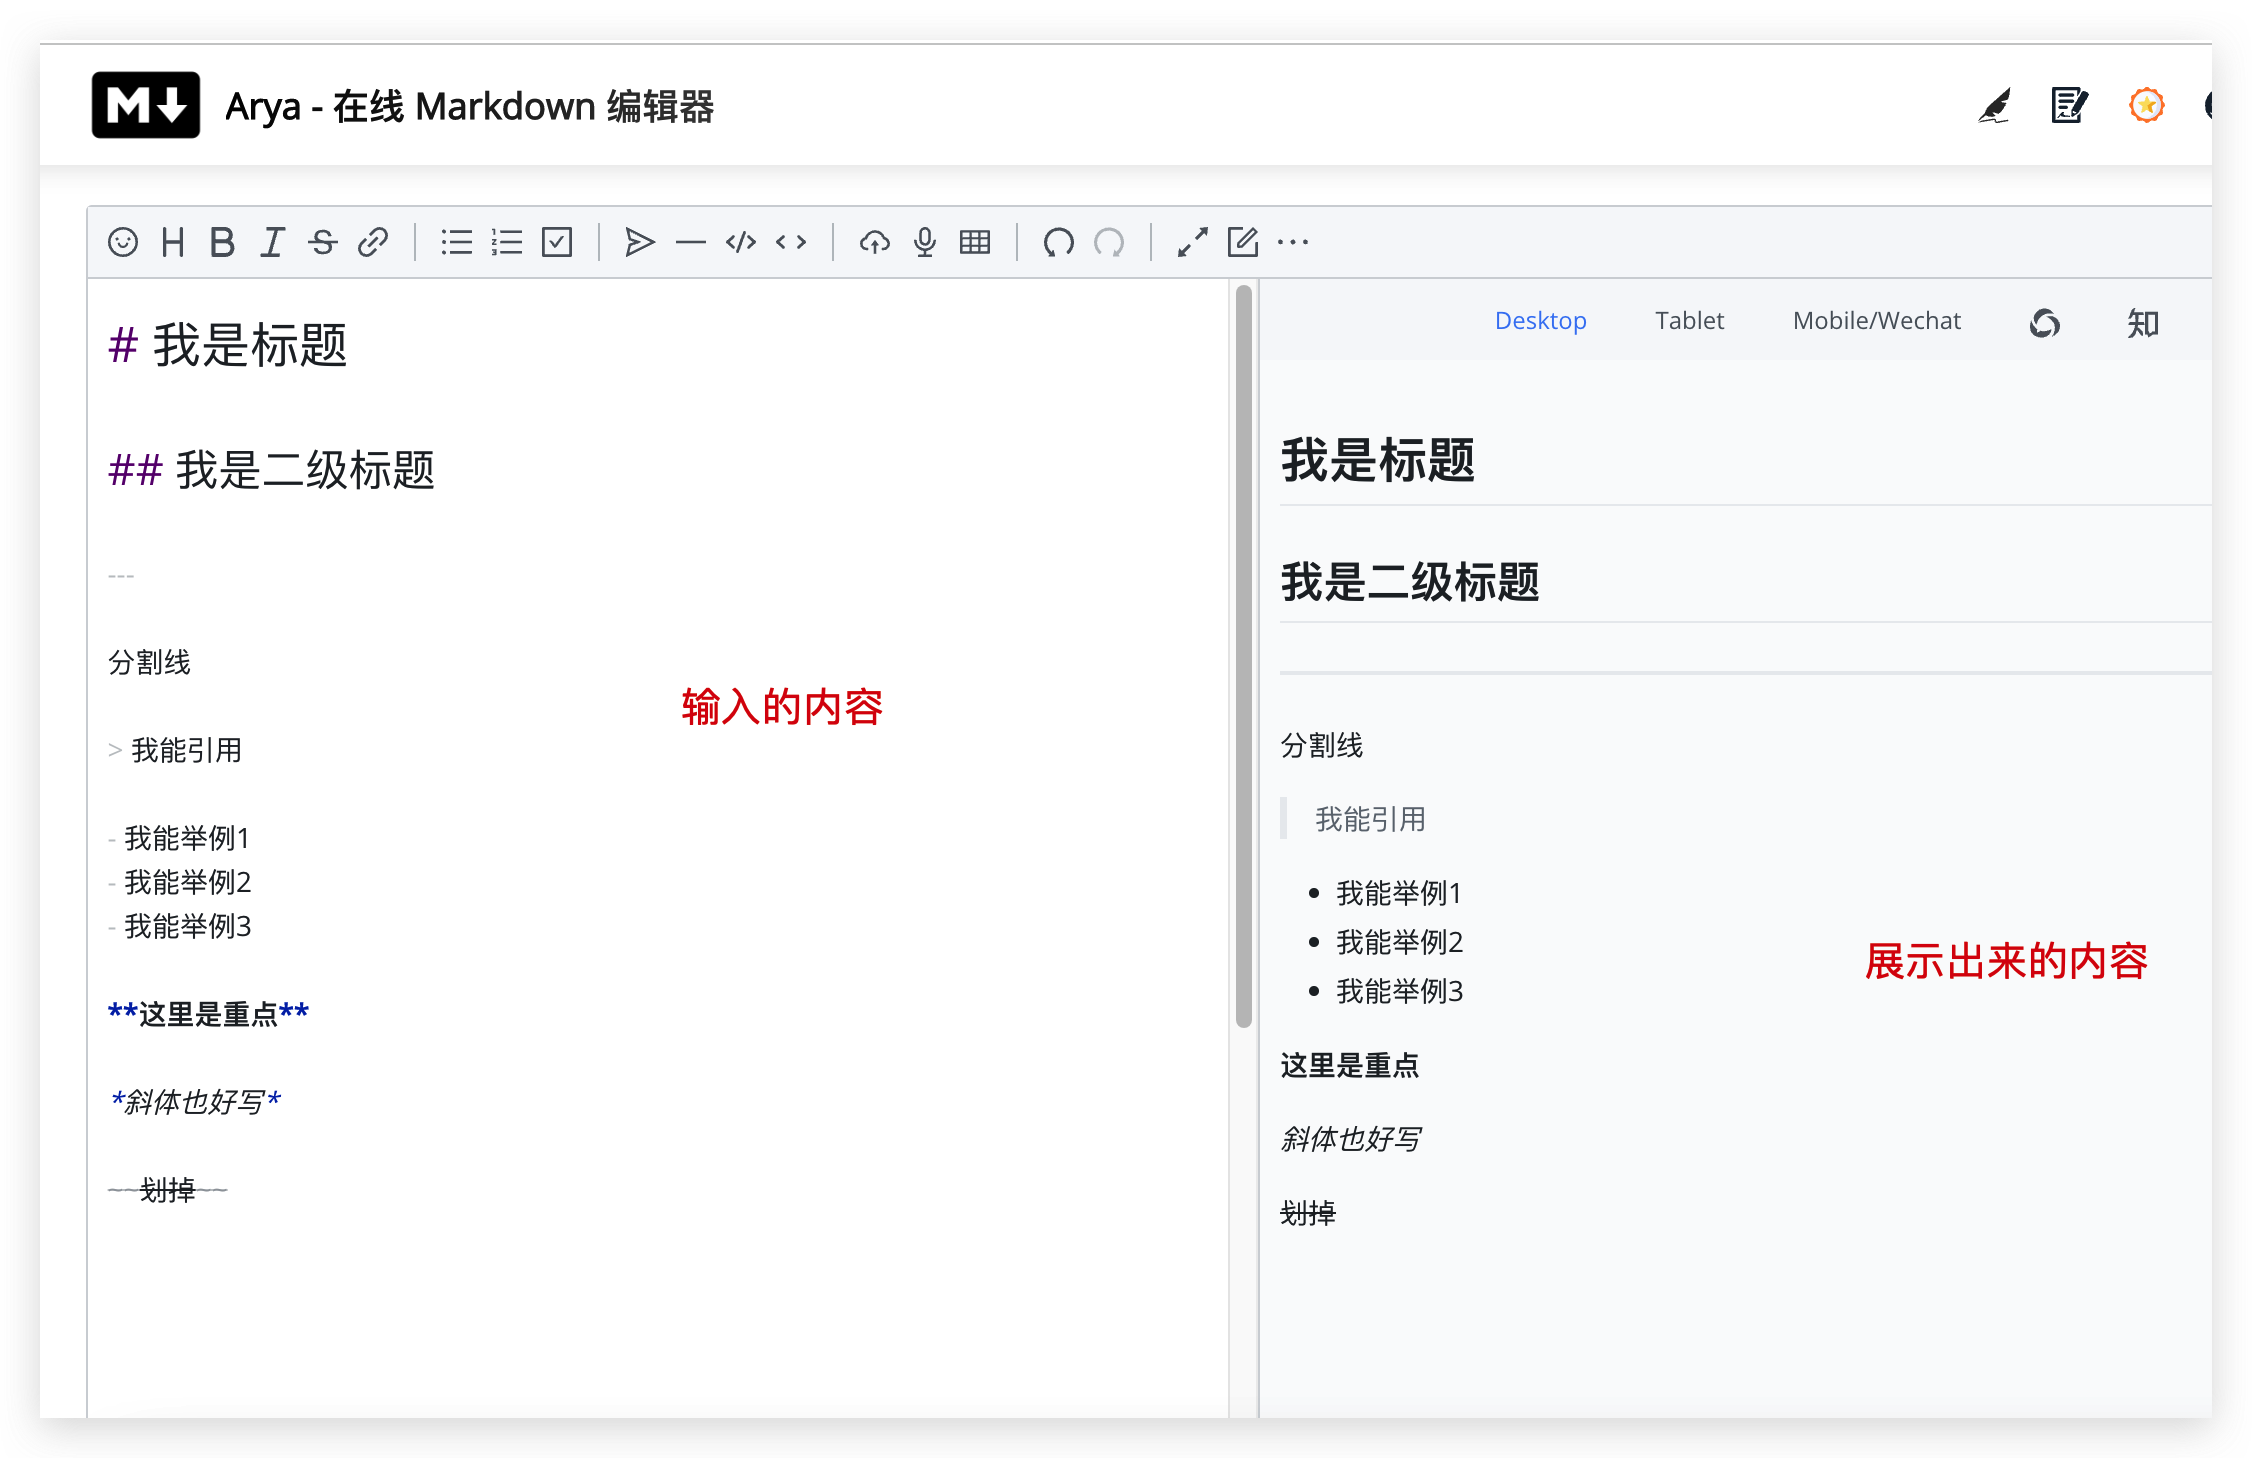 M↓ Arya - 在线 Markdown 编辑器
# 我是标题
## 我是二级标题
---
分割线
> 我能引用
- 我能举例1
- 我能举例2
- 我能举例3
**这里是重点**
*斜体也好写*
~~划掉~~
输入的内容
Desktop Tablet Mobile/Wechat 知
我是标题
我是二级标题
分割线
我能引用
• 我能举例1
• 我能举例2
• 我能举例3
这里是重点
斜体也好写
划掉
展示出来的内容